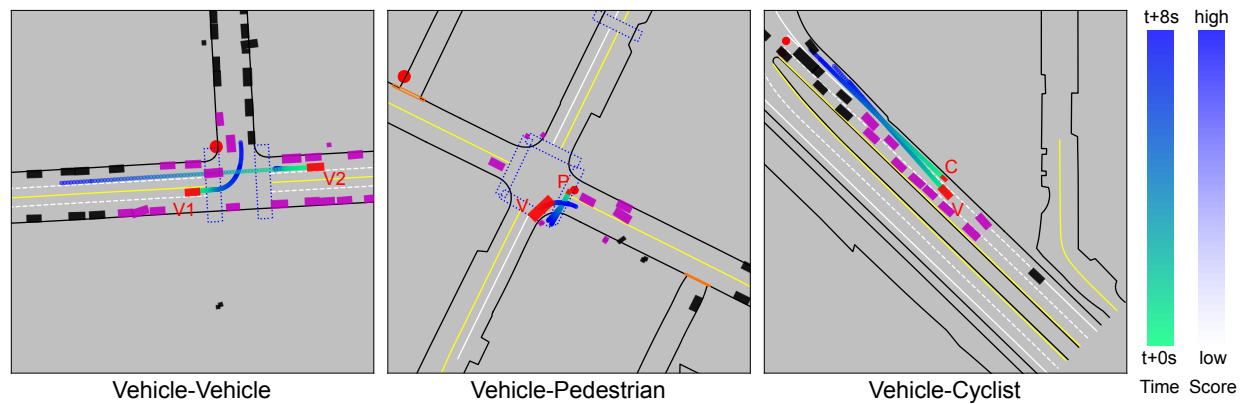 t+8s high
V1
V2
P
V
C
V
t+0s low
Time Score
Vehicle-Vehicle
Vehicle-Pedestrian
Vehicle-Cyclist